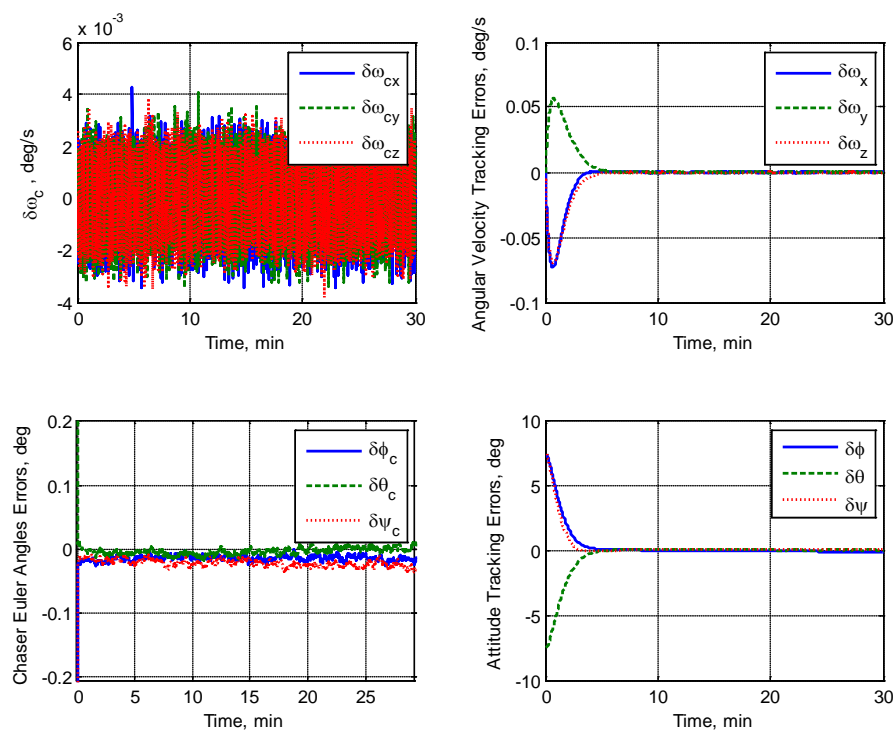 x 10⁻³
6
4
2
0
-2
-4
0
10
20
30
Time, min
δω_c , deg/s
δω_cx
δω_cy
δω_cz
0.1
0.05
0
-0.05
-0.1
0
10
20
30
Time, min
Angular Velocity Tracking Errors, deg/s
δω_x
δω_y
δω_z
0.2
0.1
0
-0.1
-0.2
0
5
10
15
20
25
Time, min
Chaser Euler Angles Errors, deg
δϕ_c
δθ_c
δψ_c
10
5
0
-5
-10
0
10
20
30
Time, min
Attitude Tracking Errors, deg
δϕ
δθ
δψ